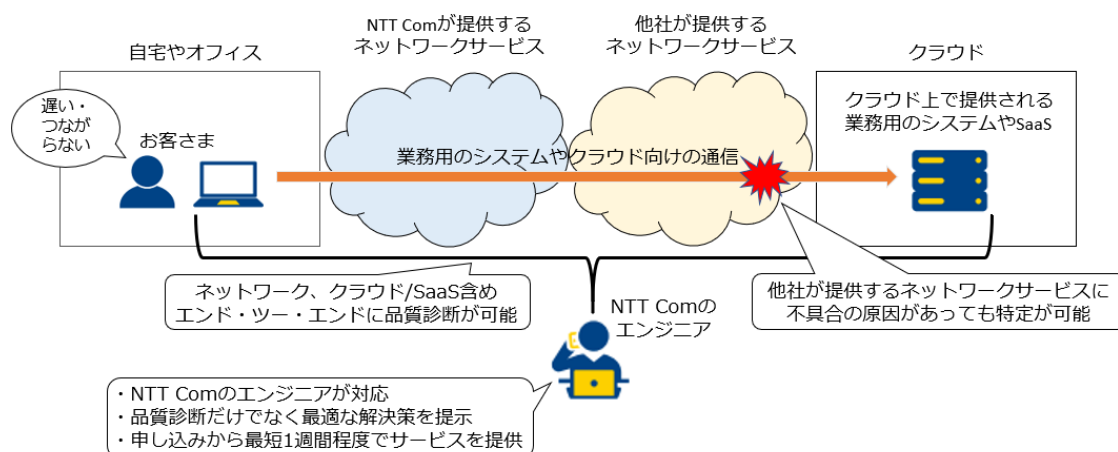 NTT Comが提供する
ネットワークサービス
他社が提供する
ネットワークサービス
自宅やオフィス
クラウド
遅い・
つなが
らない
お客さま
クラウド上で提供される
業務用のシステムやSaaS
業務用のシステムやクラウド向けの通信
ネットワーク、クラウド/SaaS含め
エンド・ツー・エンドに品質診断が可能
他社が提供するネットワークサービスに
不具合の原因があっても特定が可能
NTT Comの
エンジニア
・NTT Comのエンジニアが対応
・品質診断だけでなく最適な解決策を提示
・申し込みから最短1週間程度でサービスを提供